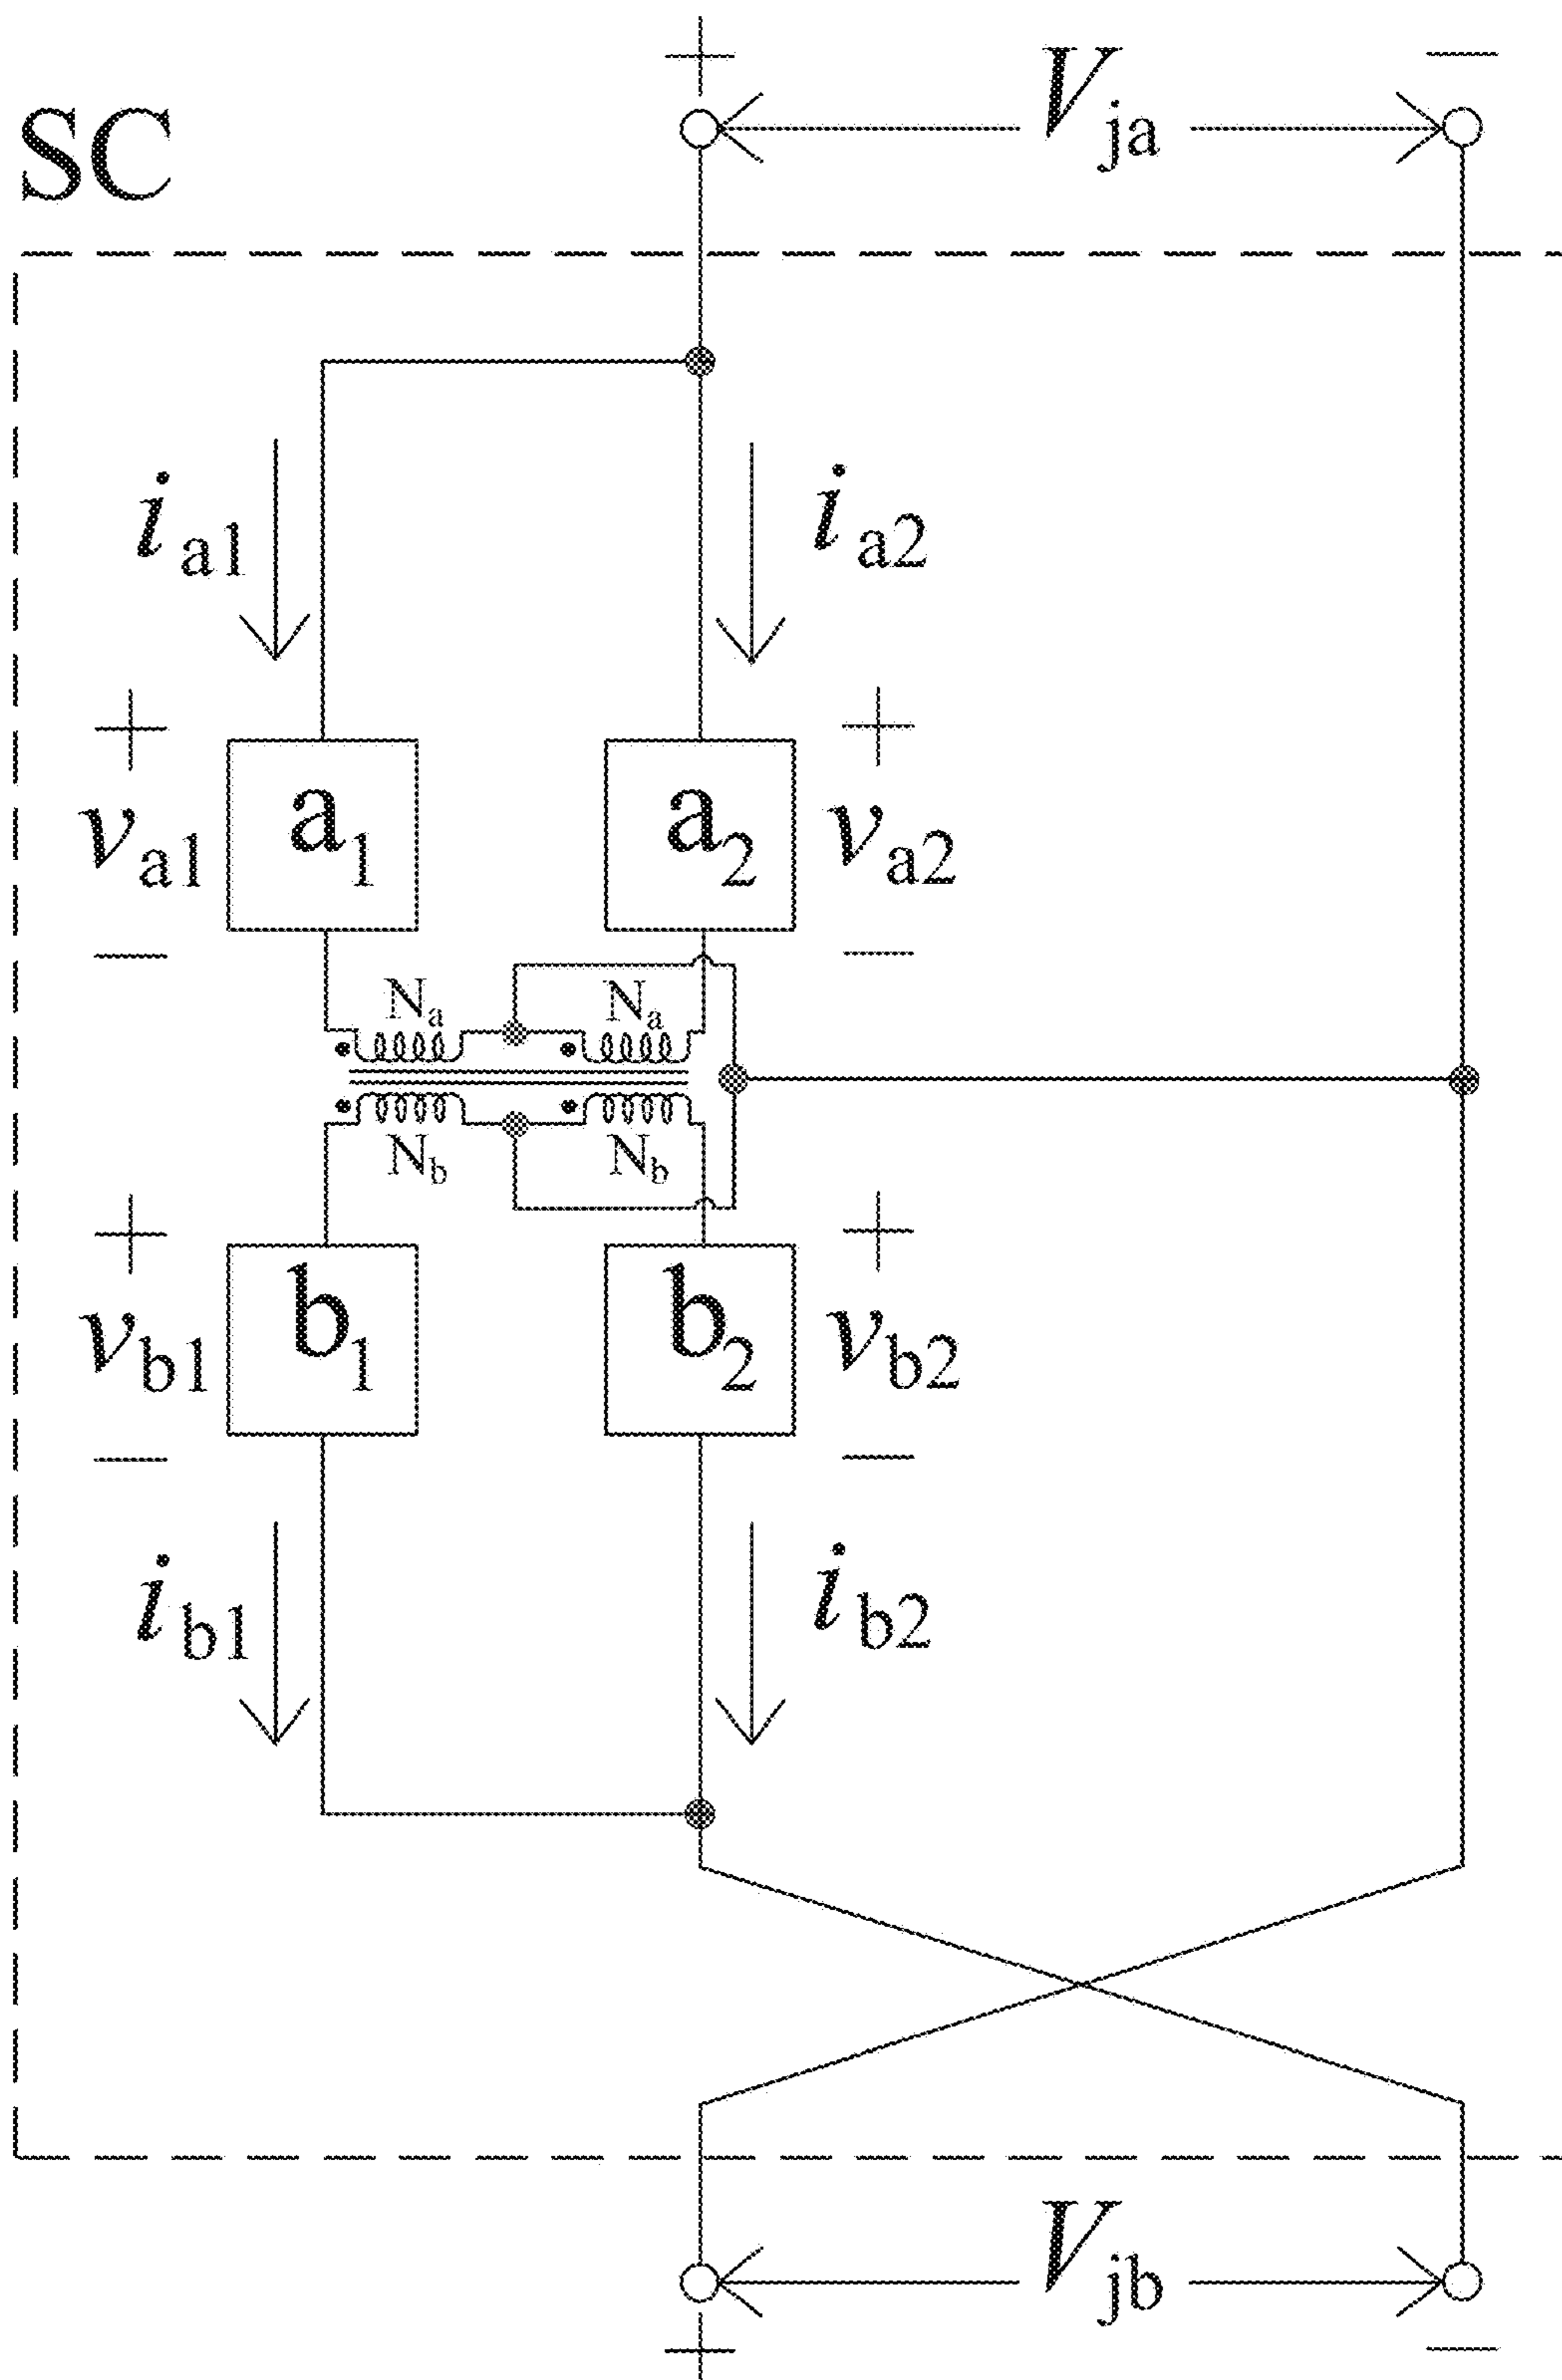 + V_ja −
SC
i_a1 i_a2
+ +
v_a1 a_1 a_2 v_a2
− −
N_a N_a
N_b N_b
+ +
v_b1 b_1 b_2 v_b2
− −
i_b1 i_b2
V_jb
+ −